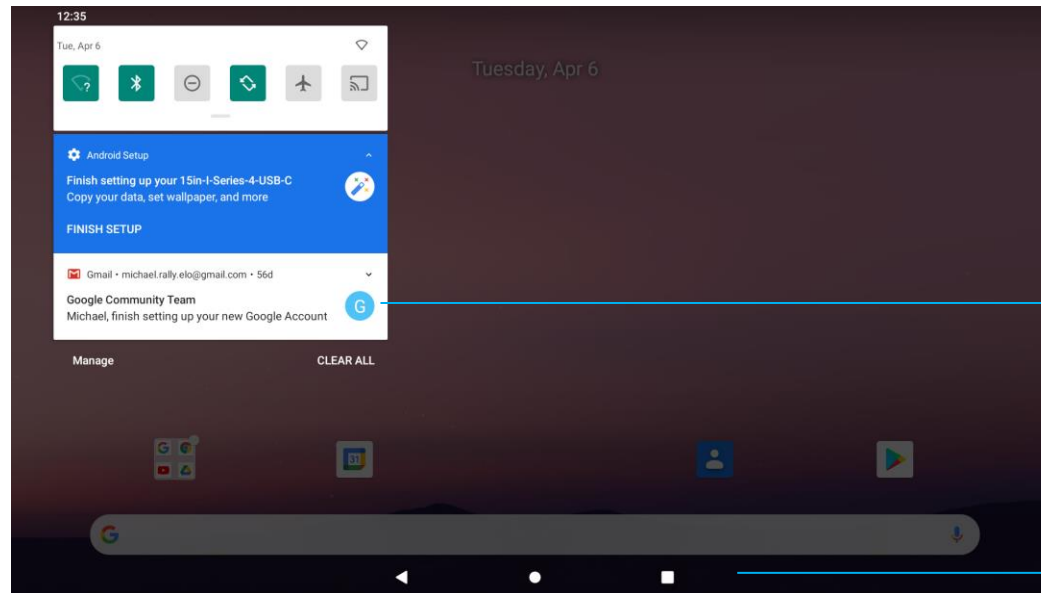 12:35
Tue, Apr 6
?
Tuesday, Apr 6
Android Setup
Finish setting up your 15in-I-Series-4-USB-C
Copy your data, set wallpaper, and more
FINISH SETUP
Gmail • michael.rally.elo@gmail.com • 56d
Google Community Team
Michael, finish setting up your new Google Account
G
Manage
CLEAR ALL
G
31
G